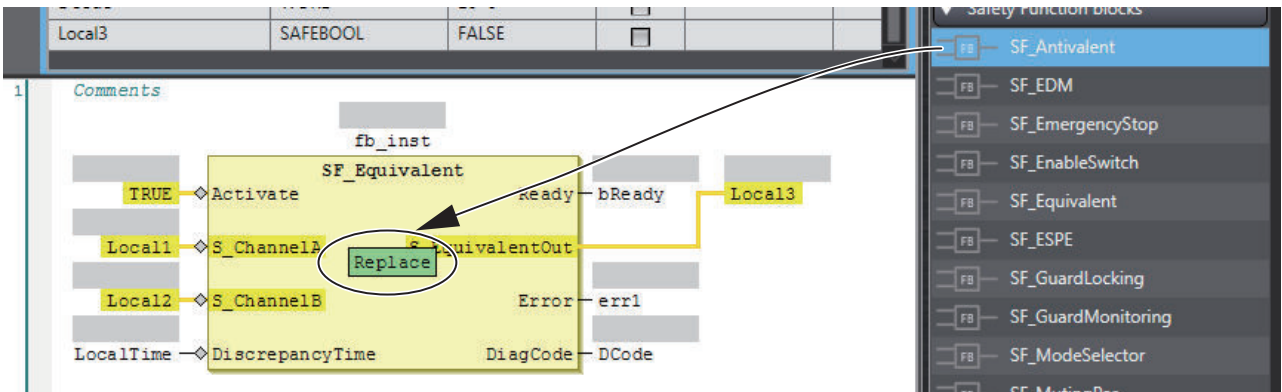 Safety Function blocks
Local3 SAFEBOOL FALSE
SF_Antivalent
1 Comments
SF_EDM
fb_inst
SF_EmergencyStop
SF_Equivalent
SF_EnableSwitch
TRUE Activate Ready bReady Local3
SF_Equivalent
Local1 S_ChannelA S_EquivalentOut
SF_ESPE
Replace
SF_GuardLocking
Local2 S_ChannelB Error err1
SF_GuardMonitoring
LocalTime DiscrepancyTime DiagCode DCode
SF_ModeSelector